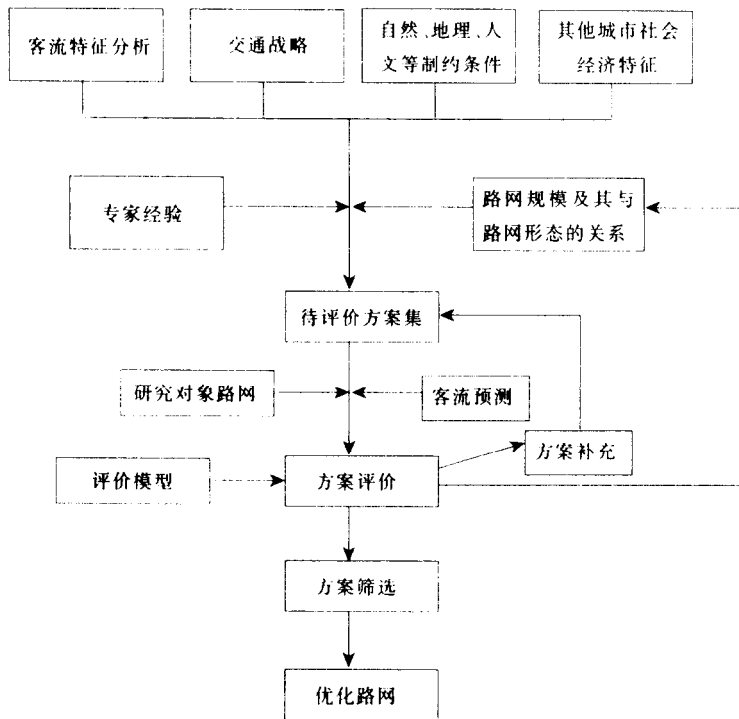 客流特征分析
交通战略
自然、地理、人
文等制约条件
其他城市社会
经济特征
专家经验
路网规模及其与
路网形态的关系
待评价方案集
研究对象路网
客流预测
方案补充
评价模型
方案评价
方案筛选
优化路网